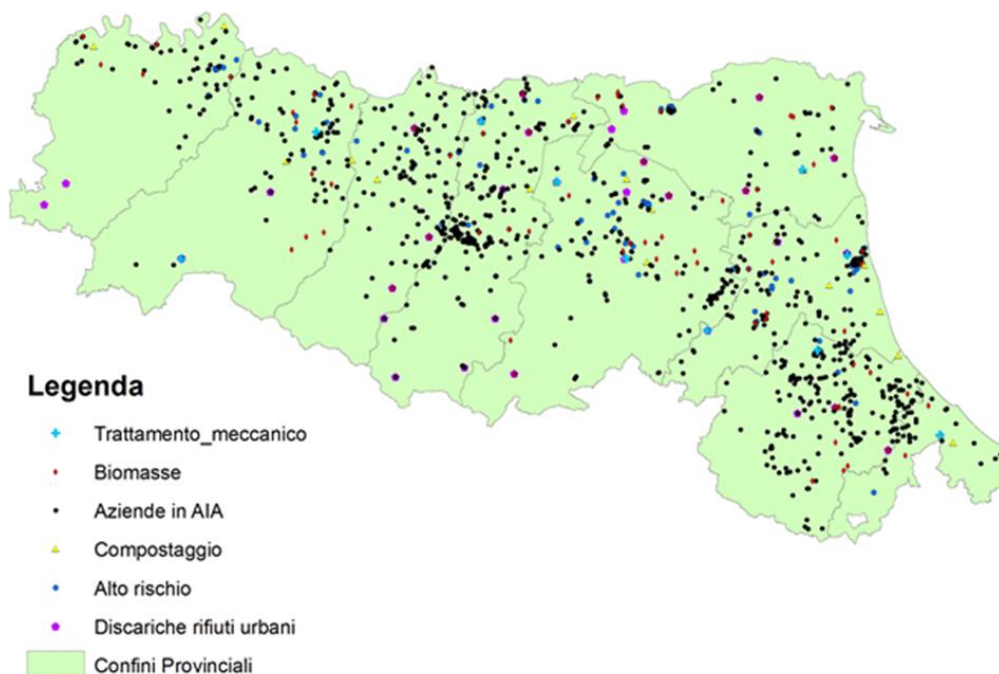 Legenda
Trattamento_meccanico
Biomasse
Aziende in AIA
Compostaggio
Alto rischio
Discariche rifiuti urbani
Confini Provinciali